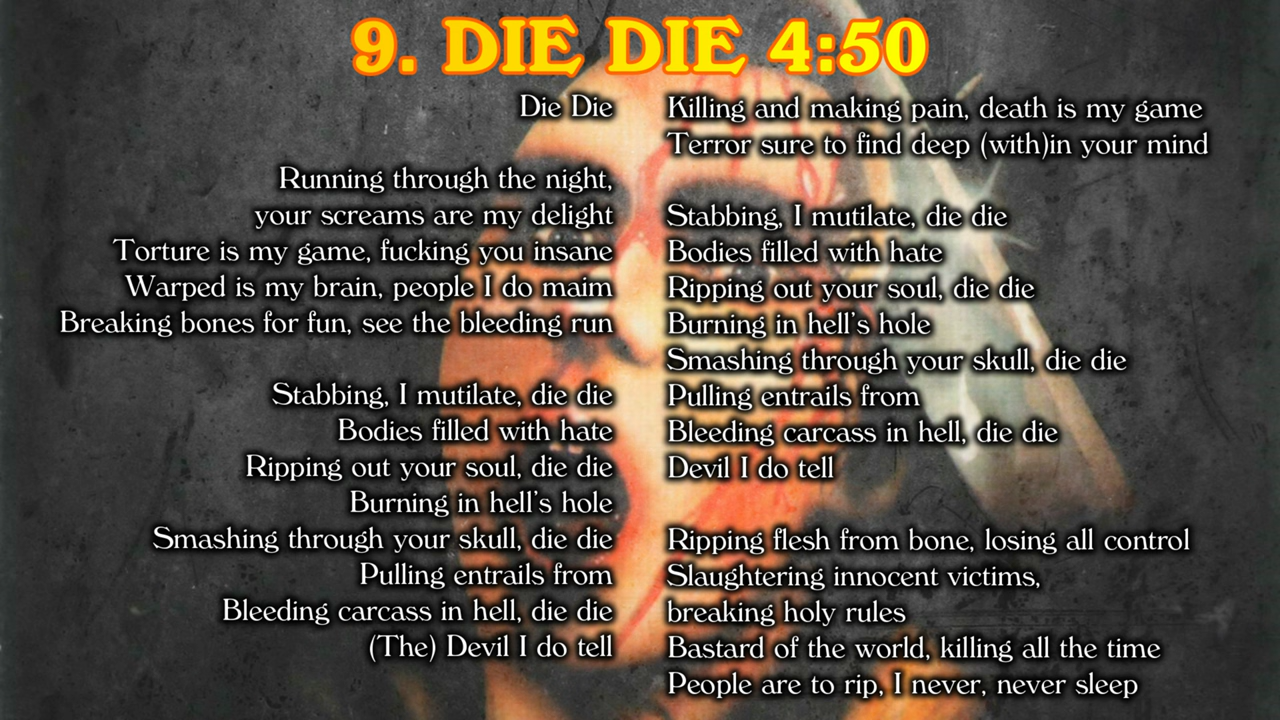 9. DIE DIE 4:50
Die Die
Running through the night,
your screams are my delight
Torture is my game, fucking you insane
Warped is my brain, people I do maim
Breaking bones for fun, see the bleeding run
Stabbing, I mutilate, die die
Bodies filled with hate
Ripping out your soul, die die
Burning in hell's hole
Smashing through your skull, die die
Pulling entrails from
Bleeding carcass in hell, die die
(The) Devil I do tell
Killing and making pain, death is my game
Terror sure to find deep (with)in your mind
Stabbing, I mutilate, die die
Bodies filled with hate
Ripping out your soul, die die
Burning in hell's hole
Smashing through your skull, die die
Pulling entrails from
Bleeding carcass in hell, die die
Devil I do tell
Ripping flesh from bone, losing all control
Slaughtering innocent victims,
breaking holy rules
Bastard of the world, killing all the time
People are to rip, I never, never sleep